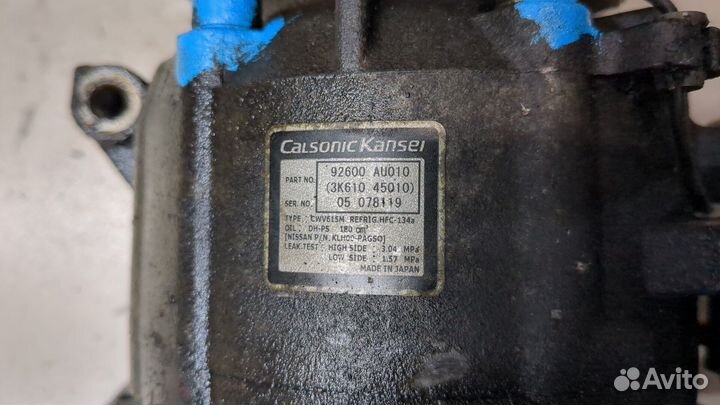 CALSONIC KANSEI
PART NO. 92600 AU010
(3K610 45010)
SER. NO. 05 078119
TYPE : CWV615M REFRIG.HFC-134a
OIL : DH-PS 180 cm³
[NISSAN P/N. KLH00-PAGS0]
LEAK TEST : HIGH SIDE : 3.04 MPa
LOW SIDE : 1.57 MPa
MADE IN JAPAN
Avito